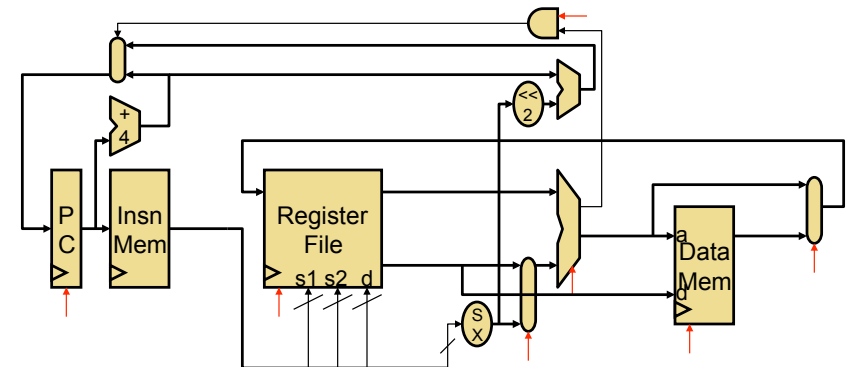 <<
2
+
4
P
C
Insn
Mem
Register
File
s1 s2 d
S
X
a
Data
Mem
d